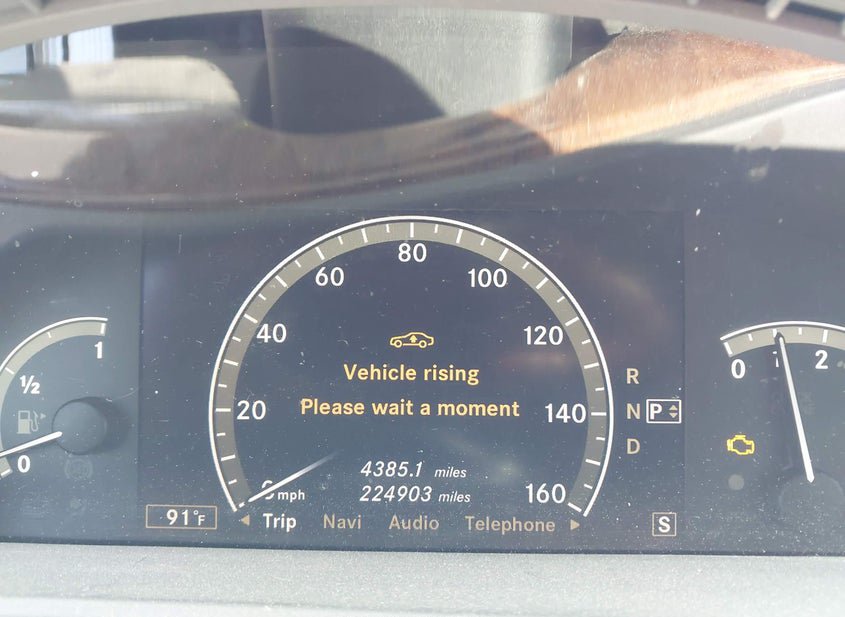 80
60
100
40
120
Vehicle rising
Please wait a moment
20
140
4385.1 miles
224903 miles
mph
160
91°F
Trip Navi Audio Telephone
S
1
½
0
R
N P
D
0
1
2